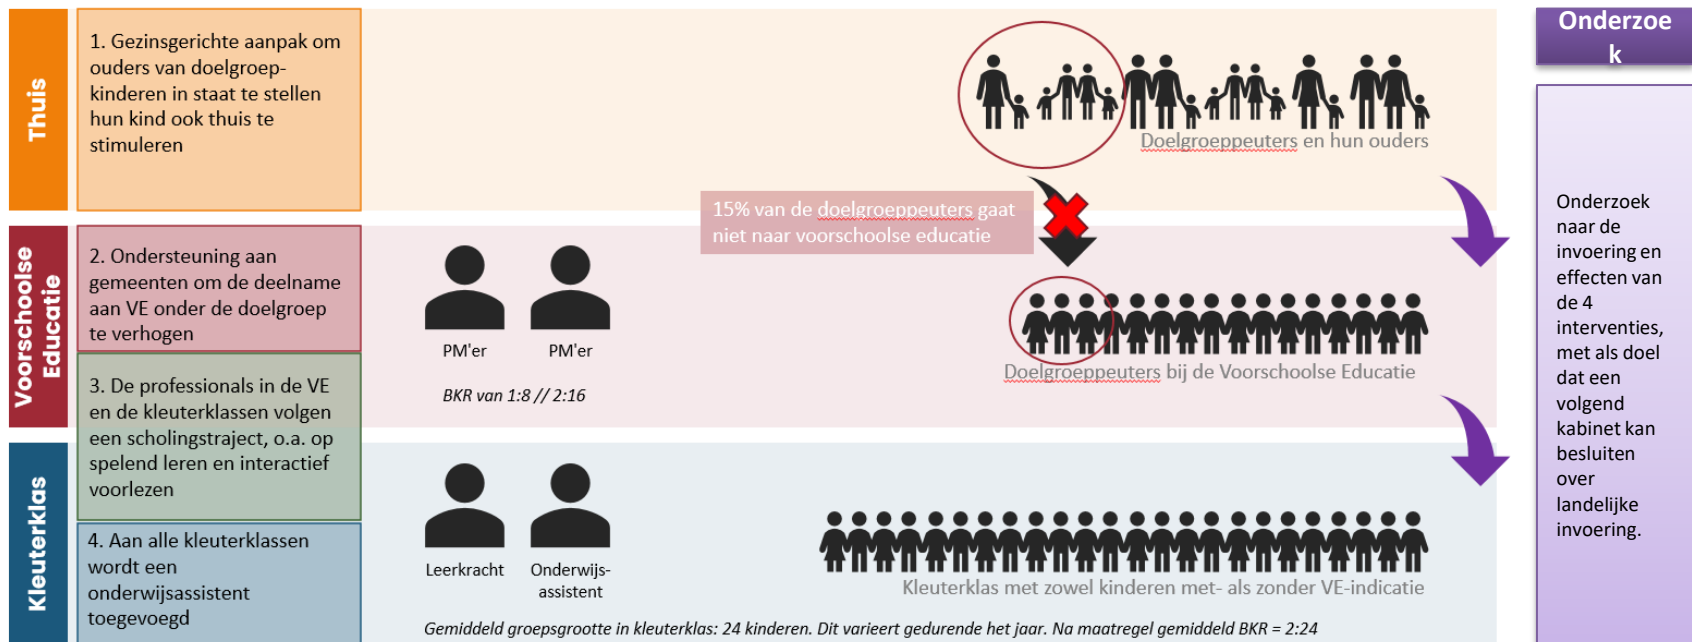 Thuis
1. Gezinsgerichte aanpak om
ouders van doelgroep-
kinderen in staat te stellen
hun kind ook thuis te
stimuleren
Doelgroeppeuters en hun ouders
15% van de doelgroeppeuters gaat
niet naar voorschoolse educatie
Voorschoolse
Educatie
2. Ondersteuning aan
gemeenten om de deelname
aan VE onder de doelgroep
te verhogen
3. De professionals in de VE
en de kleuterklassen volgen
een scholingstraject, o.a. op
spelend leren en interactief
voorlezen
PM'er
PM'er
BKR van 1:8 // 2:16
Doelgroeppeuters bij de Voorschoolse Educatie
Kleuterklas
4. Aan alle kleuterklassen
wordt een
onderwijsassistent
toegevoegd
Leerkracht
Onderwijs-
assistent
Kleuterklas met zowel kinderen met- als zonder VE-indicatie
Gemiddeld groepsgrootte in kleuterklas: 24 kinderen. Dit varieert gedurende het jaar. Na maatregel gemiddeld BKR = 2:24
Onderzoe
k
Onderzoek
naar de
invoering en
effecten van
de 4
interventies,
met als doel
dat een
volgend
kabinet kan
besluiten
over
landelijke
invoering.